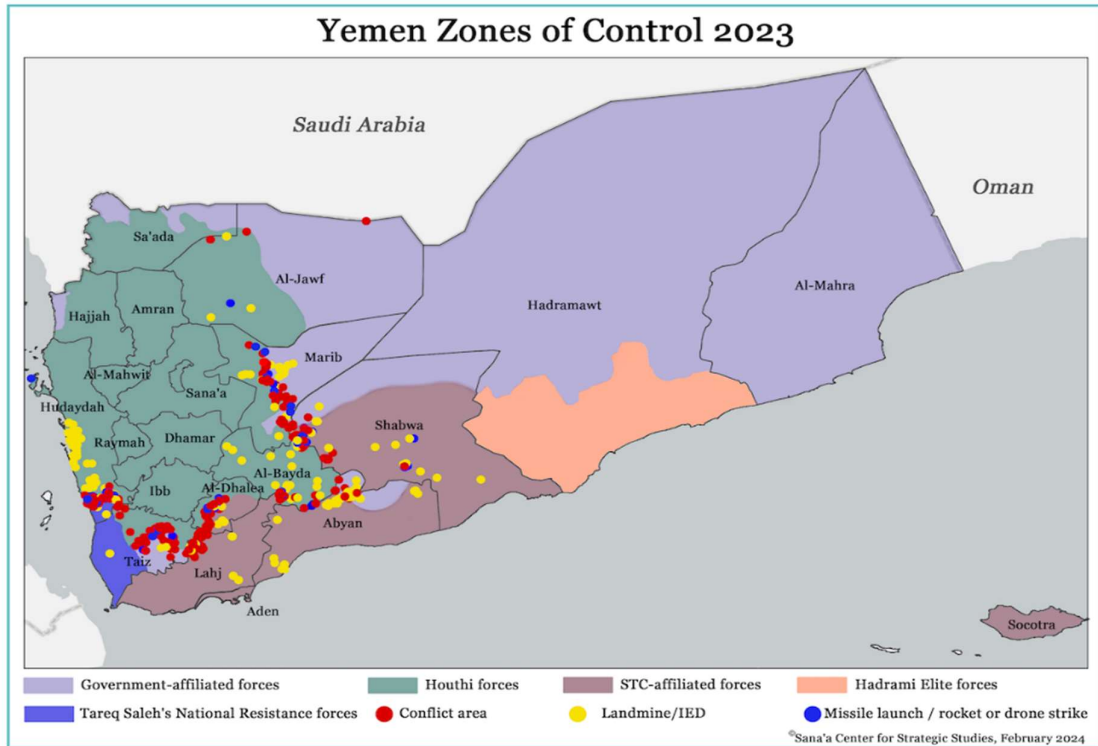 Yemen Zones of Control 2023
Saudi Arabia
Oman
Sa'ada
Al-Jawf
Hadramawt
Al-Mahra
Hajjah
Amran
Marib
Al-Mahwit
Sana'a
Hudaydah
Shabwa
Raymah
Dhamar
Al-Bayda
Ibb
Al-Dhalea
Abyan
Taiz
Lahj
Aden
Socotra
Government-affiliated forces
Houthi forces
STC-affiliated forces
Hadrami Elite forces
Tareq Saleh's National Resistance forces
Conflict area
Landmine/IED
Missile launch / rocket or drone strike
©Sana'a Center for Strategic Studies, February 2024